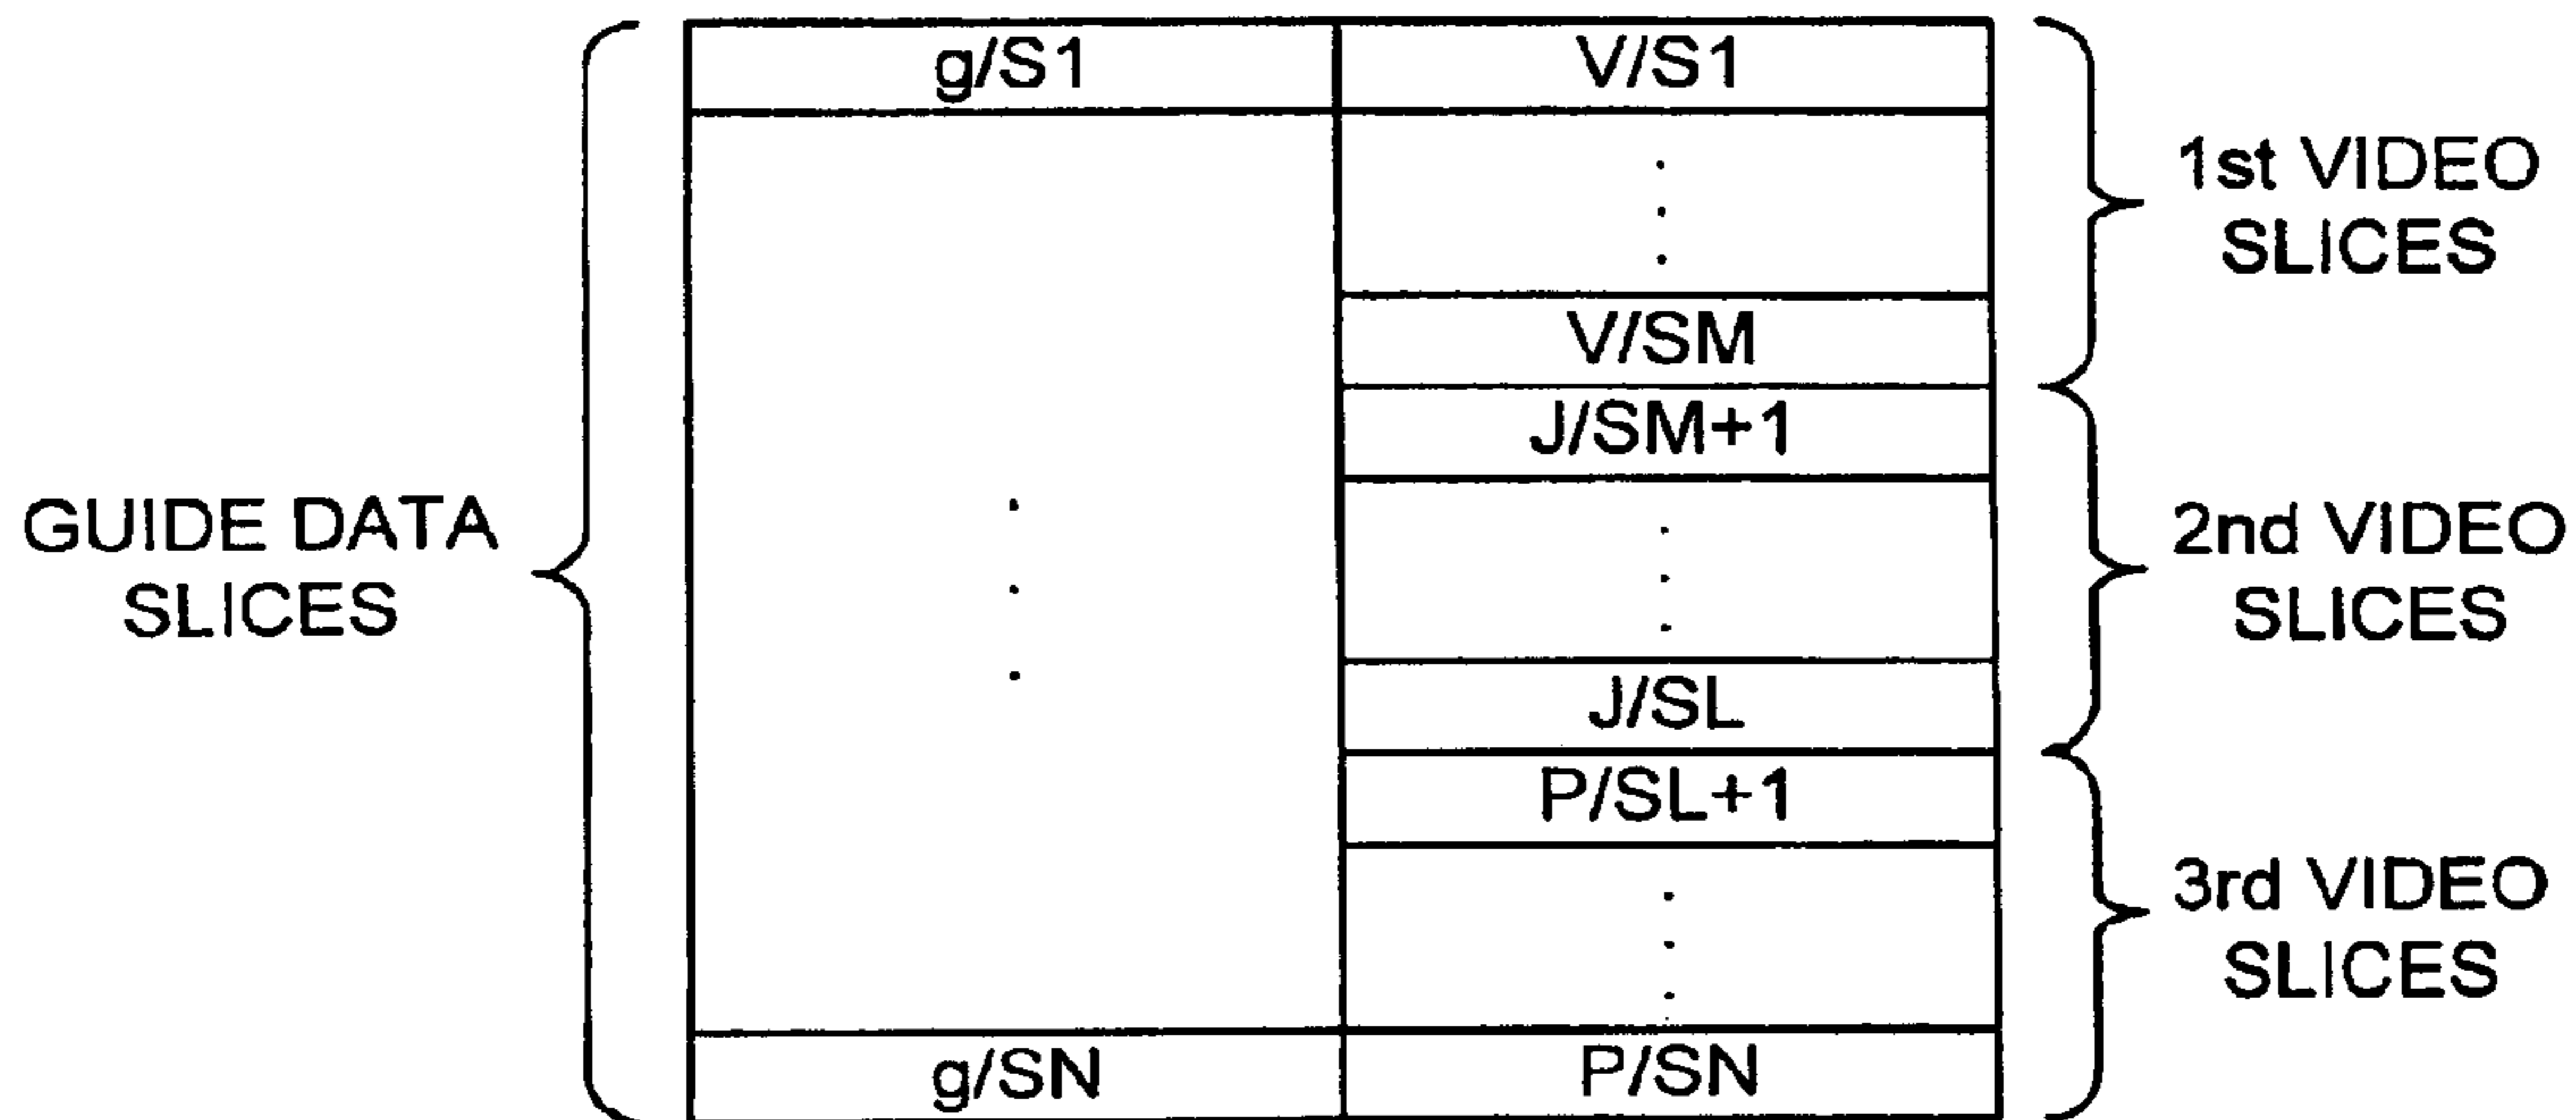 g/S1
V/S1
1st VIDEO
SLICES
V/SM
J/SM+1
GUIDE DATA
SLICES
2nd VIDEO
SLICES
J/SL
P/SL+1
3rd VIDEO
SLICES
g/SN
P/SN